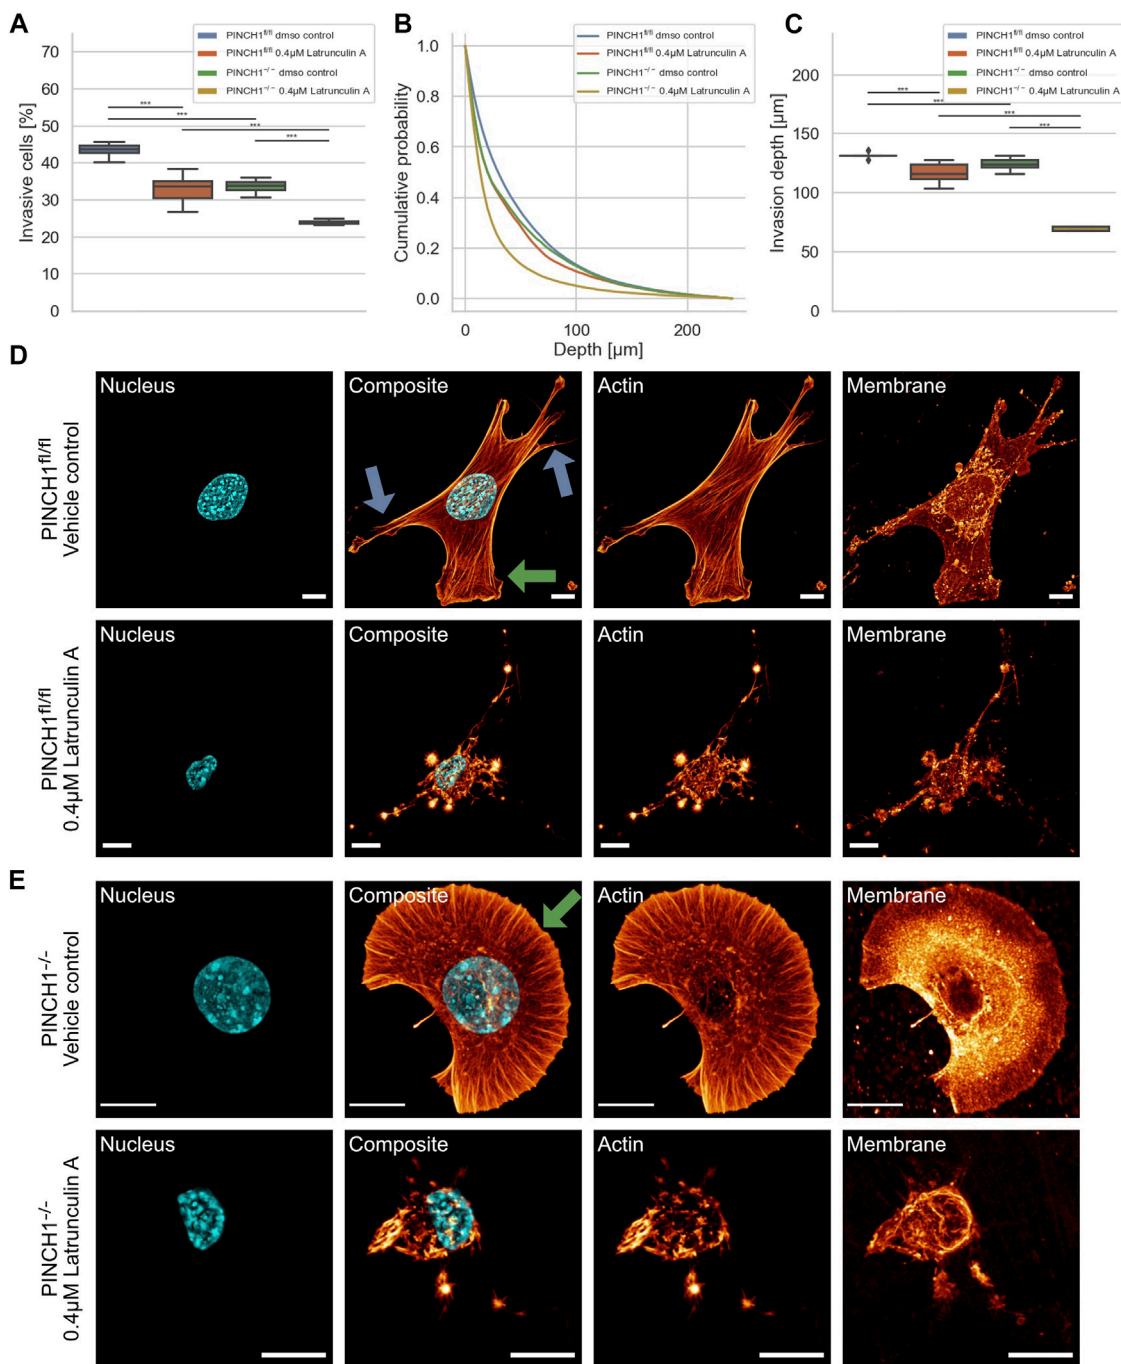 A
Invasive cells [%]
70
60
50
40
30
20
10
0
PINCH1fl/fl dmso control
PINCH1fl/fl 0.4µM Latrunculin A
PINCH1−/− dmso control
PINCH1−/− 0.4µM Latrunculin A
***
***
***
***
B
Cumulative probability
1.0
0.8
0.6
0.4
0.2
0.0
0
100
200
Depth [µm]
PINCH1fl/fl dmso control
PINCH1fl/fl 0.4µM Latrunculin A
PINCH1−/− dmso control
PINCH1−/− 0.4µM Latrunculin A
C
Invasion depth [µm]
200
150
100
50
0
PINCH1fl/fl dmso control
PINCH1fl/fl 0.4µM Latrunculin A
PINCH1−/− dmso control
PINCH1−/− 0.4µM Latrunculin A
***
***
***
***
D
PINCH1fl/fl
Vehicle control
Nucleus
Composite
Actin
Membrane
PINCH1fl/fl
0.4µM Latrunculin A
Nucleus
Composite
Actin
Membrane
E
PINCH1-/-
Vehicle control
Nucleus
Composite
Actin
Membrane
PINCH1-/-
0.4µM Latrunculin A
Nucleus
Composite
Actin
Membrane